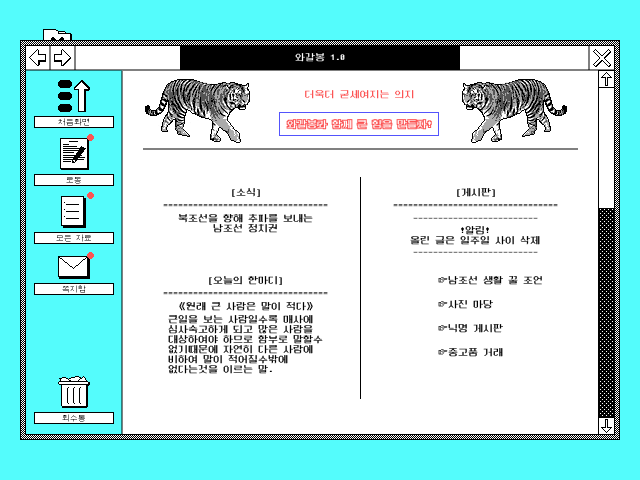 와갈봉 1.0
처음화면
로동
모든 자료
쪽지함
회수통
더욱더 굳세여지는 의지
와갈봉과 함께 큰 힘을 만들자!
[소식]
---------------------------------
북조선을 향해 추파를 보내는
남조선 정치권
[오늘의 한마디]
---------------------------------
《원래 큰 사람은 말이 적다》
큰일을 보는 사람일수록 매사에
심사숙고하게 되고 많은 사람을
대상하여야 하므로 함부로 말할수
없기때문에 자연히 다른 사람에
비하여 말이 적어질수밖에
없다는것을 이르는 말.
[게시판]
---------------------------------
-------------------------
!알림!
올린 글은 일주일 사이 삭제
-------------------------
☞남조선 생활 꿀 조언
☞사진 마당
☞닉명 게시판
☞중고품 거래